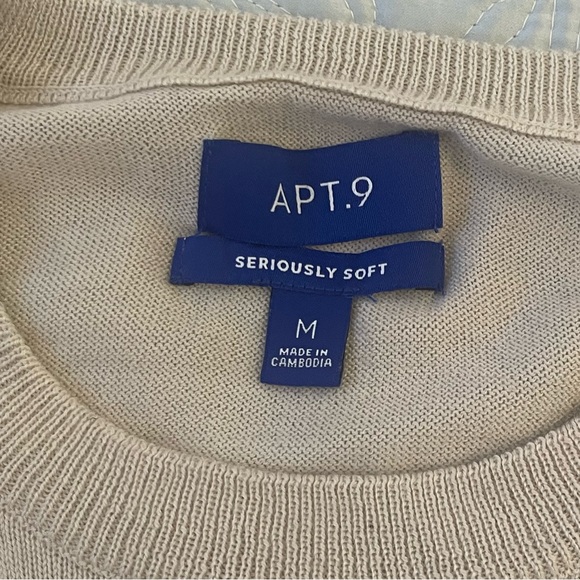 APT.9
SERIOUSLY SOFT
M
MADE IN
CAMBODIA